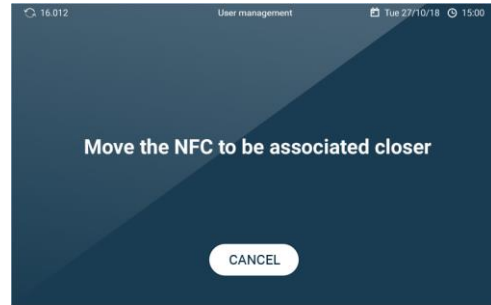 16.012 User management Tue 27/10/18 15:00
Move the NFC to be associated closer
CANCEL